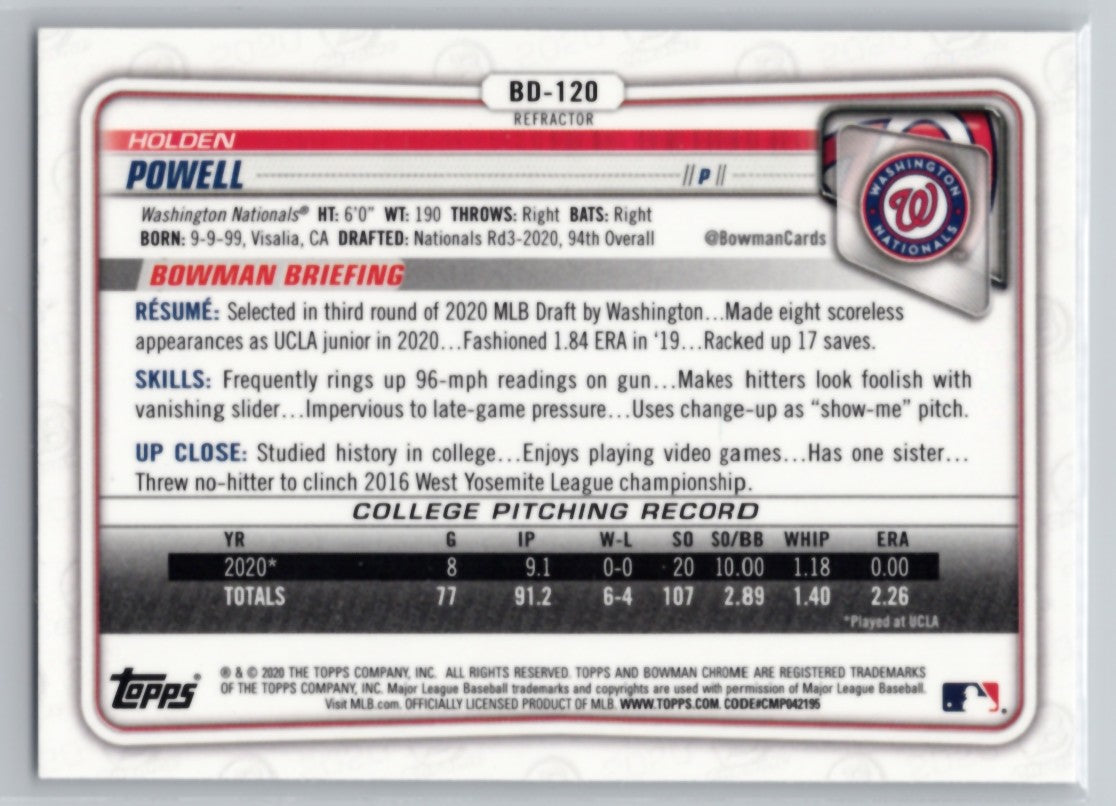 BD-120
REFRACTOR
HOLDEN
POWELL // P //
WASHINGTON NATIONALS
W
Washington Nationals® HT: 6'0" WT: 190 THROWS: Right BATS: Right
BORN: 9-9-99, Visalia, CA DRAFTED: Nationals Rd3-2020, 94th Overall @BowmanCards
BOWMAN BRIEFING
RÉSUMÉ: Selected in third round of 2020 MLB Draft by Washington...Made eight scoreless
appearances as UCLA junior in 2020...Fashioned 1.84 ERA in '19...Racked up 17 saves.
SKILLS: Frequently rings up 96-mph readings on gun...Makes hitters look foolish with
vanishing slider...Impervious to late-game pressure...Uses change-up as "show-me" pitch.
UP CLOSE: Studied history in college...Enjoys playing video games...Has one sister...
Threw no-hitter to clinch 2016 West Yosemite League championship.
COLLEGE PITCHING RECORD
YR G IP W-L SO SO/BB WHIP ERA
2020* 8 9.1 0-0 20 10.00 1.18 0.00
TOTALS 77 91.2 6-4 107 2.89 1.40 2.26
*Played at UCLA
Topps®
® & © 2020 THE TOPPS COMPANY, INC. ALL RIGHTS RESERVED. TOPPS AND BOWMAN CHROME ARE REGISTERED TRADEMARKS
OF THE TOPPS COMPANY, INC. Major League Baseball trademarks and copyrights are used with permission of Major League Baseball.
Visit MLB.com. OFFICIALLY LICENSED PRODUCT OF MLB. WWW.TOPPS.COM. CODE#CMP042195